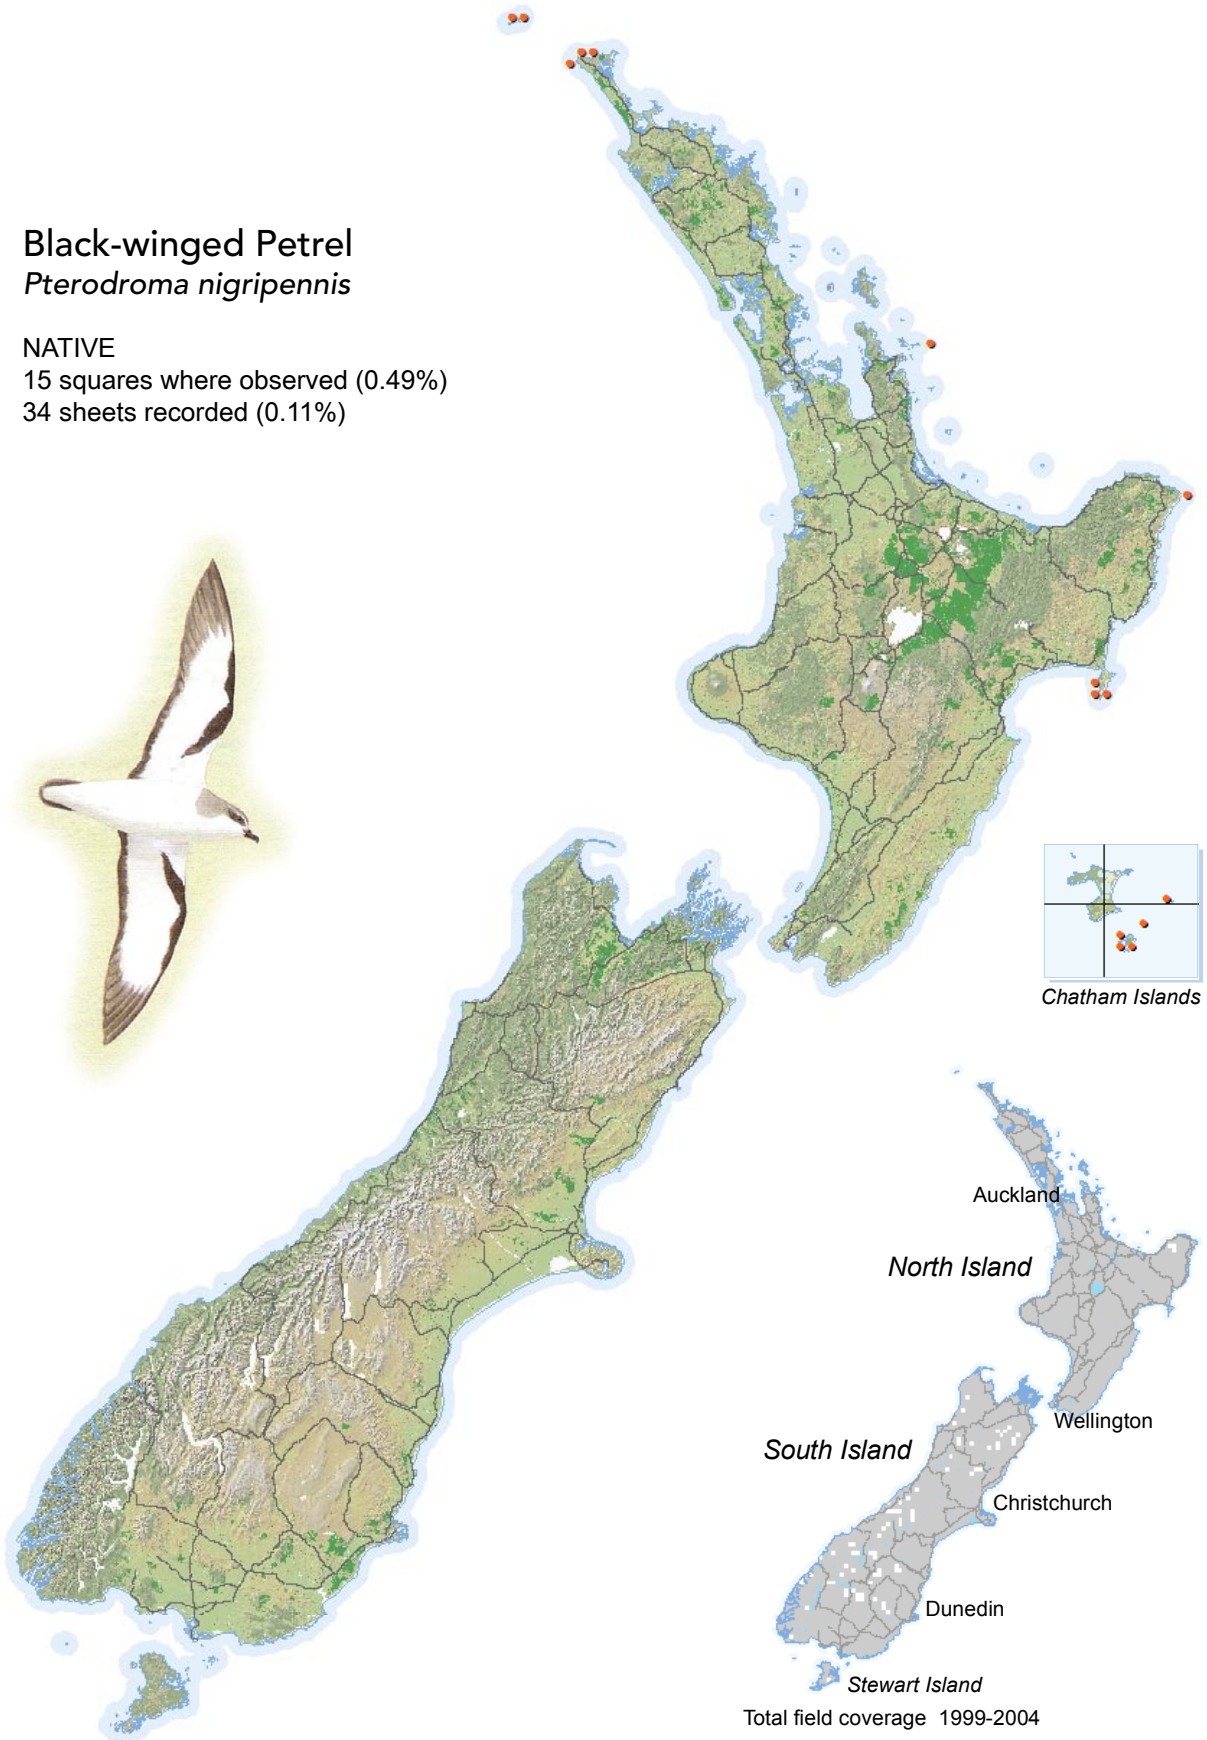 Black-winged Petrel
Pterodroma nigripennis
NATIVE
15 squares where observed (0.49%)
34 sheets recorded (0.11%)
Chatham Islands
Auckland
North Island
Wellington
South Island
Christchurch
Dunedin
Stewart Island
Total field coverage 1999-2004